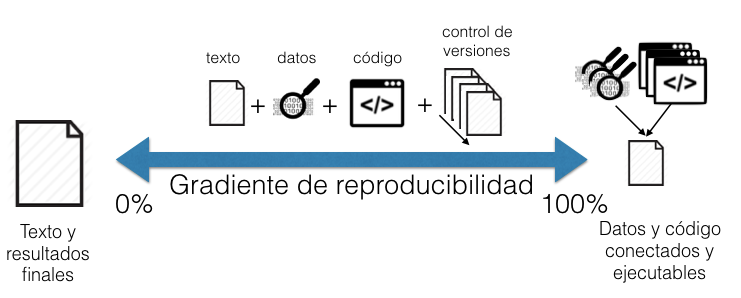 texto
datos
código
control de
versiones
+
+
+
</>
</>
Gradiente de reproducibilidad
0%
100%
Texto y
resultados
finales
Datos y código
conectados y
ejecutables